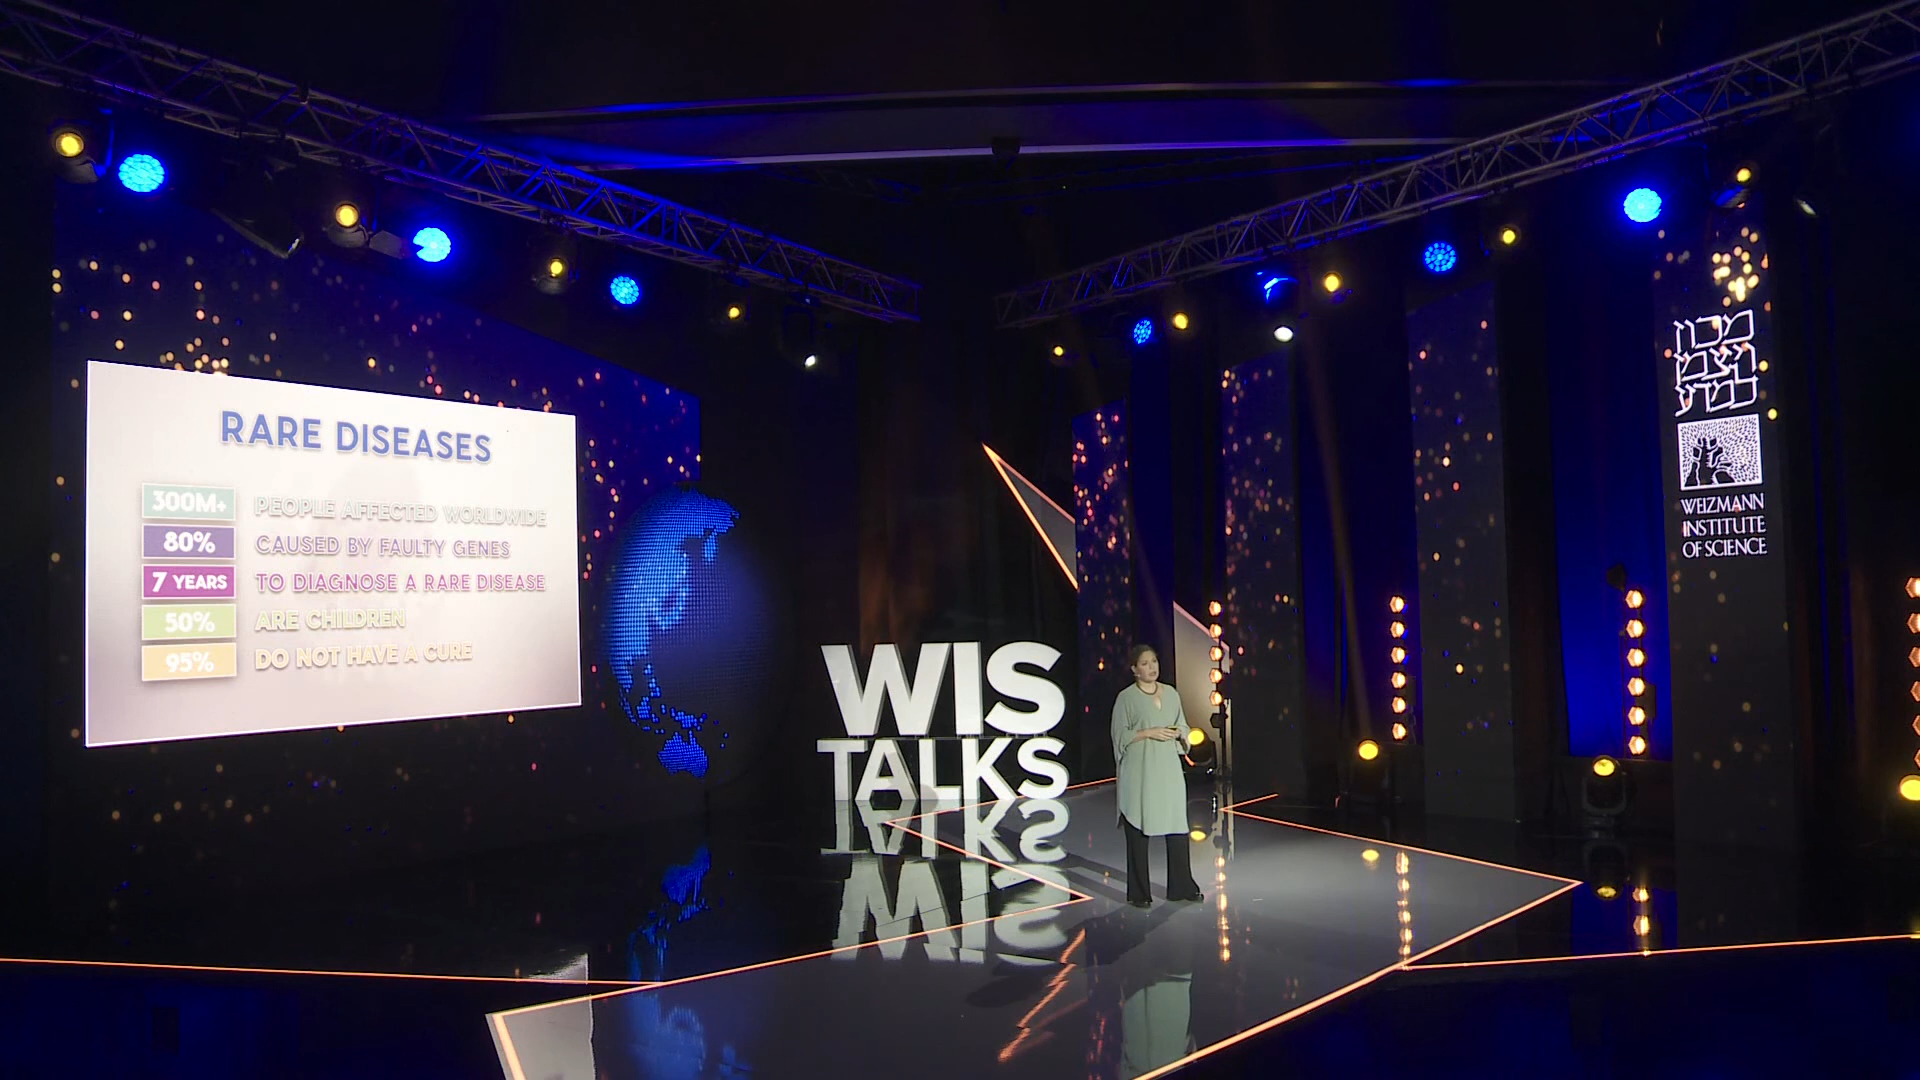 RARE DISEASES
300M+ PEOPLE AFFECTED WORLDWIDE
80% CAUSED BY FAULTY GENES
7 YEARS TO DIAGNOSE A RARE DISEASE
50% ARE CHILDREN
95% DO NOT HAVE A CURE
WIS
TALKS
מכון
ויצמן
למדע
WEIZMANN
INSTITUTE
OF SCIENCE